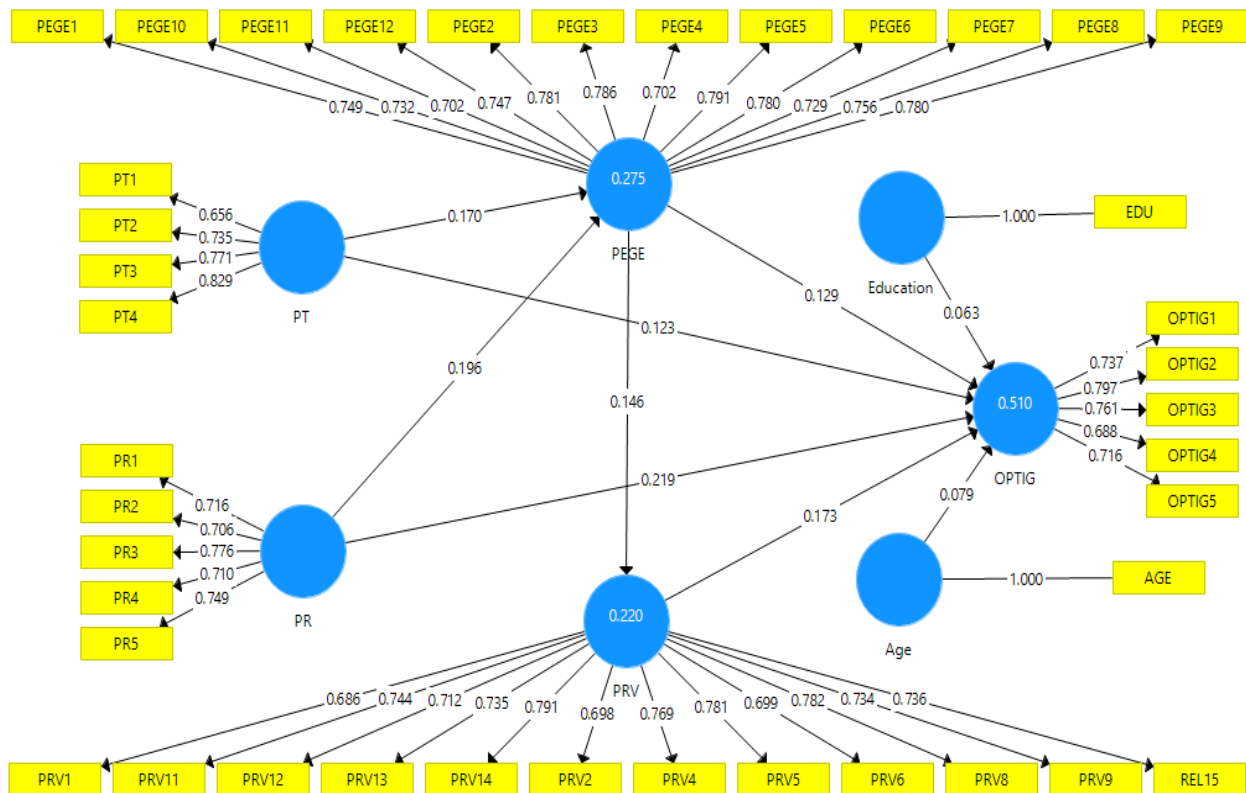 PEGE1 PEGE10 PEGE11 PEGE12 PEGE2 PEGE3 PEGE4 PEGE5 PEGE6 PEGE7 PEGE8 PEGE9
0.749 0.732 0.702 0.747 0.781 0.786 0.702 0.791 0.780 0.729 0.756 0.780
0.275
PEGE
PT1
PT2
PT3
PT4
0.656
0.735
0.771
0.829
PT
0.170
0.196
0.123
0.129
0.146
EDU
1.000
Education
0.063
OPTIG1
OPTIG2
OPTIG3
OPTIG4
OPTIG5
0.737
0.797
0.761
0.688
0.716
0.510
OPTIG
PR1
PR2
PR3
PR4
PR5
0.716
0.706
0.776
0.710
0.749
PR
0.219
0.173
0.079
1.000
AGE
Age
0.220
PRV
0.686 0.744 0.712 0.735 0.791 0.698 0.769 0.781 0.699 0.782 0.734 0.736
PRV1 PRV11 PRV12 PRV13 PRV14 PRV2 PRV4 PRV5 PRV6 PRV8 PRV9 REL15